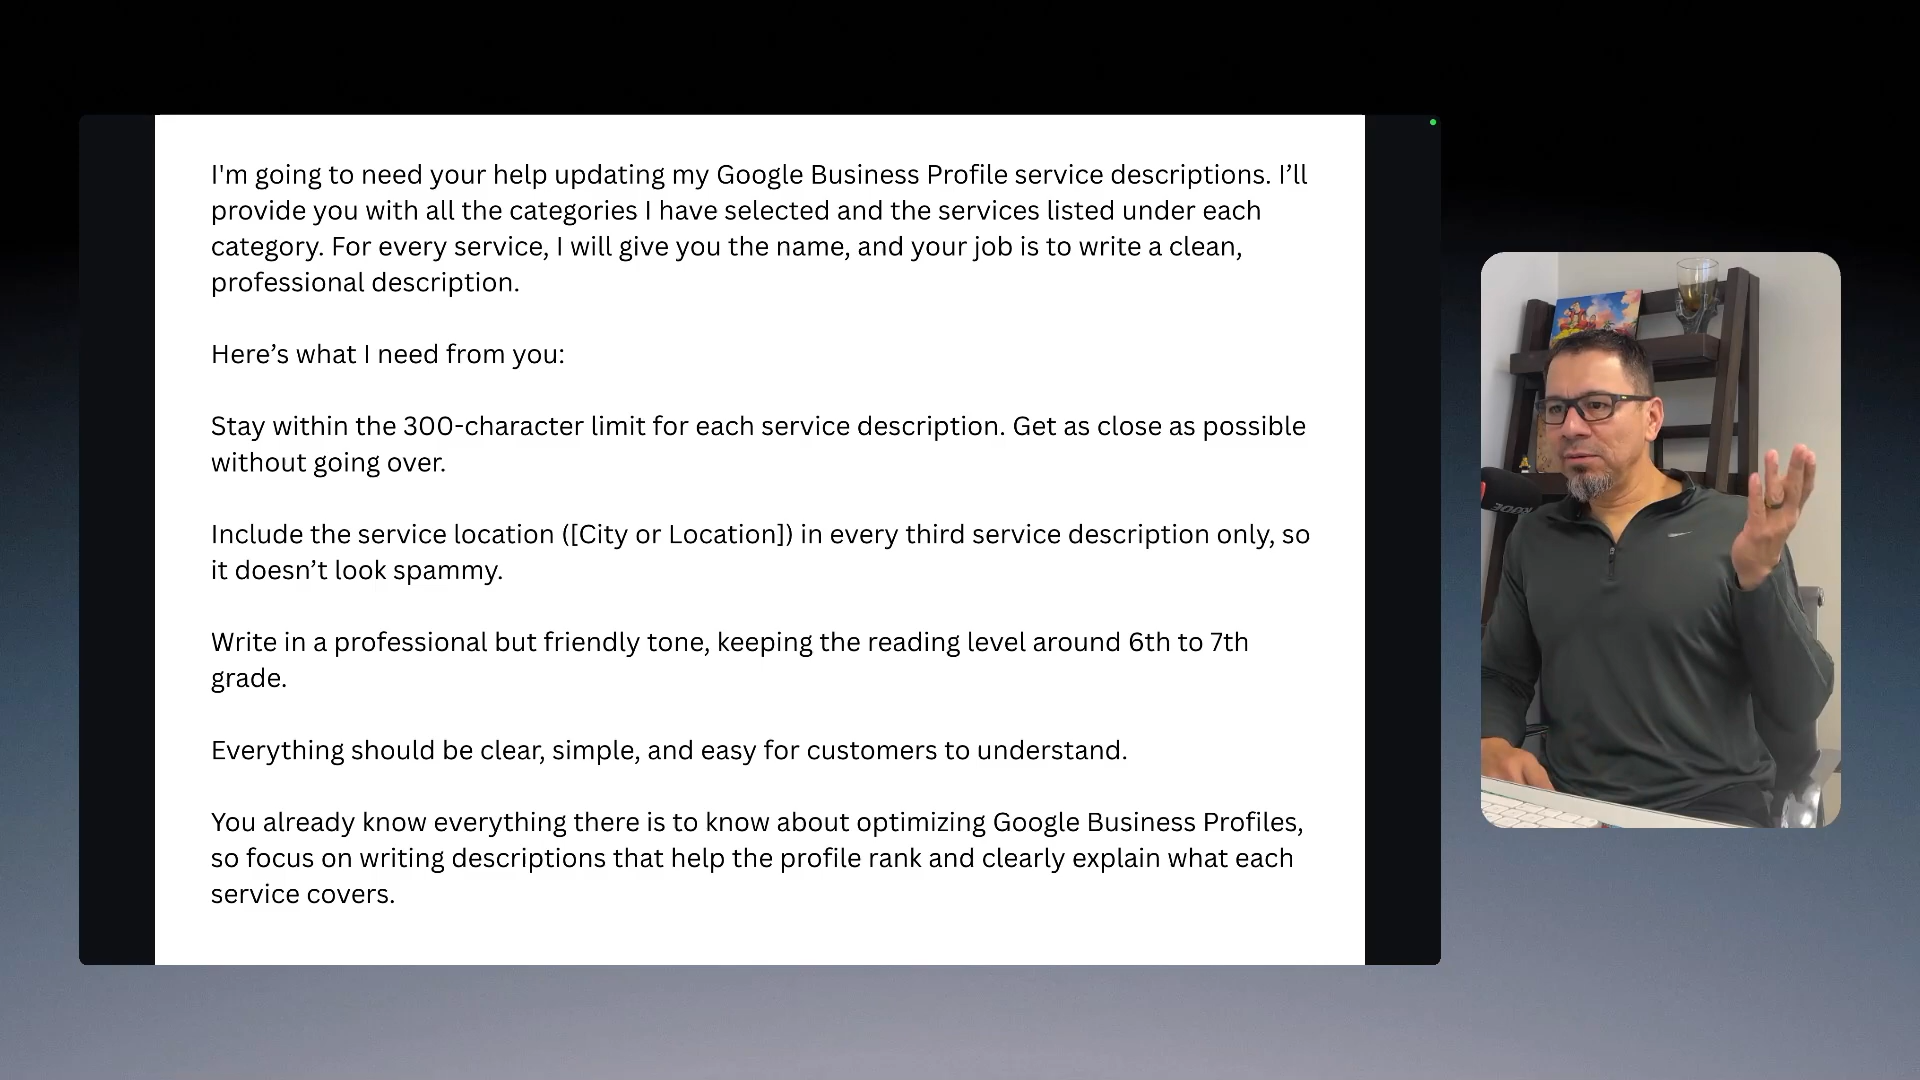 I'm going to need your help updating my Google Business Profile service descriptions. I’ll
provide you with all the categories I have selected and the services listed under each
category. For every service, I will give you the name, and your job is to write a clean,
professional description.
Here’s what I need from you:
Stay within the 300-character limit for each service description. Get as close as possible
without going over.
Include the service location ([City or Location]) in every third service description only, so
it doesn’t look spammy.
Write in a professional but friendly tone, keeping the reading level around 6th to 7th
grade.
Everything should be clear, simple, and easy for customers to understand.
You already know everything there is to know about optimizing Google Business Profiles,
so focus on writing descriptions that help the profile rank and clearly explain what each
service covers.
RODE